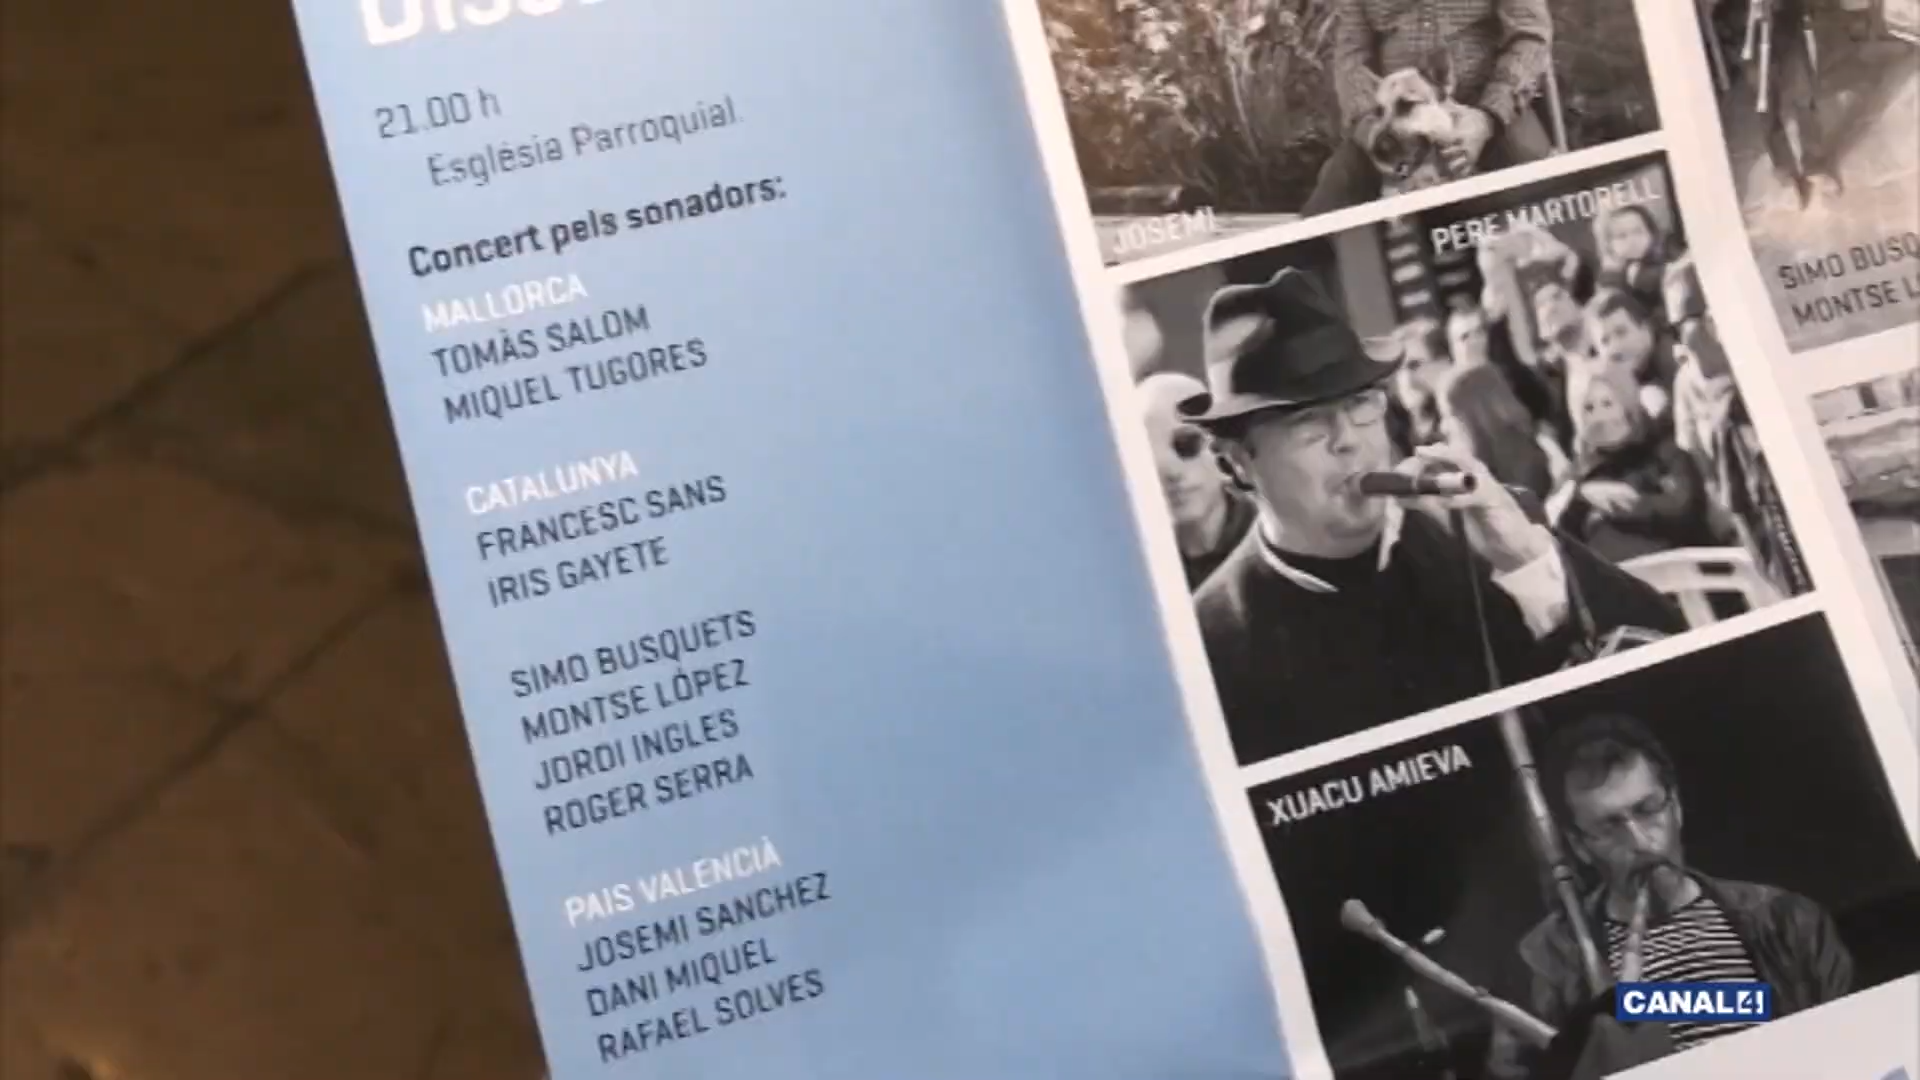 21.00 h
Església Parroquial
Concert pels sonadors:
MALLORCA
TOMÀS SALOM
MIQUEL TUGORES
CATALUNYA
FRANCESC SANS
IRIS GAYETE
SIMO BUSQUETS
MONTSE LÓPEZ
JORDI INGLES
ROGER SERRA
PAIS VALENCIÀ
JOSEMI SANCHEZ
DANI MIQUEL
RAFAEL SOLVES
JOSEMI
PERE MARTORELL
XUACU AMIEVA
SIMO
MONTSE
CANAL4